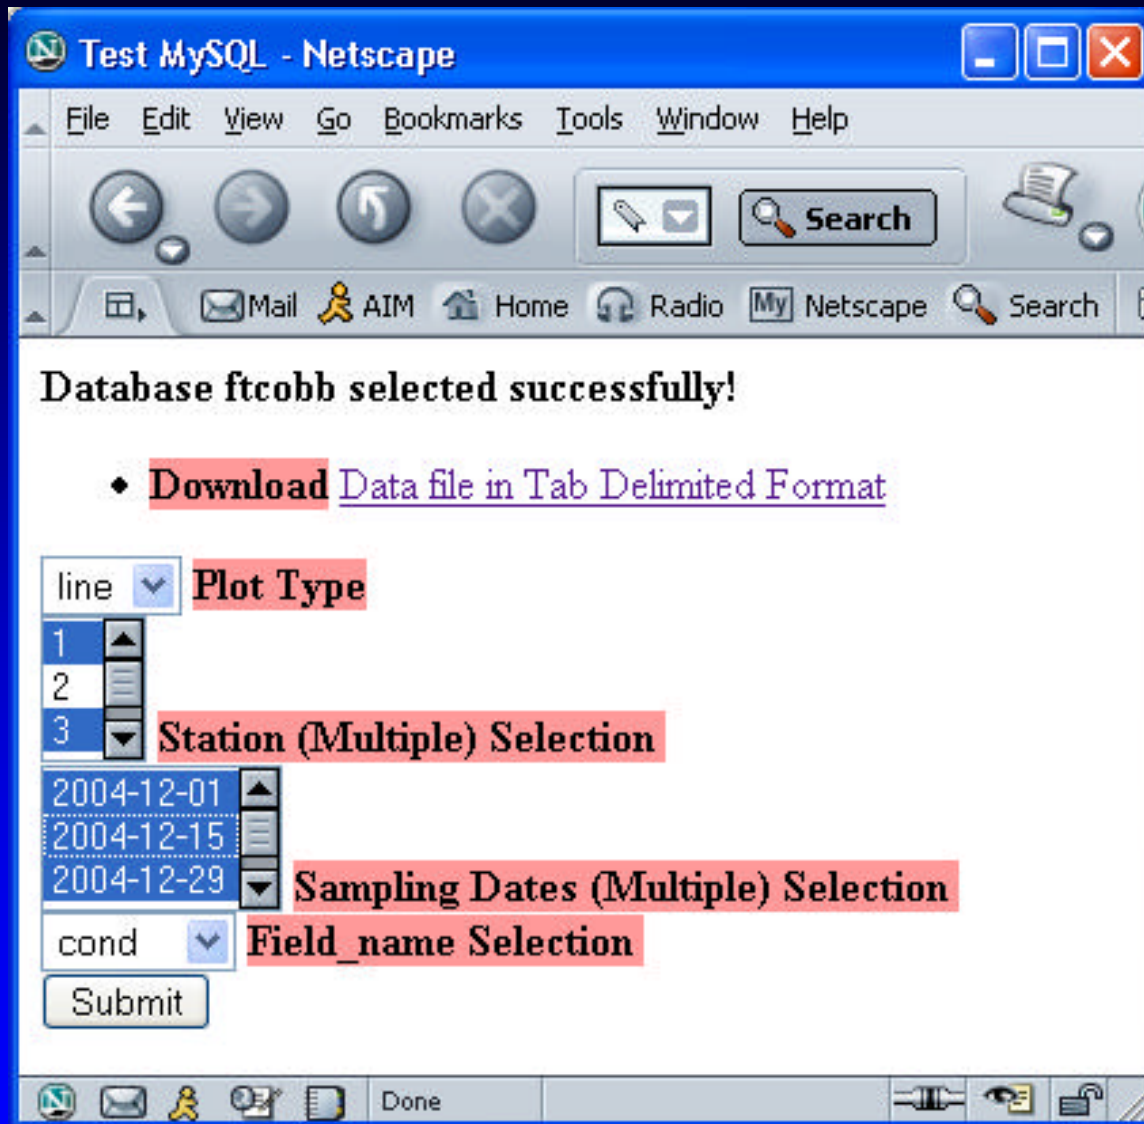 Test MySQL - Netscape
File Edit View Go Bookmarks Tools Window Help
Search
Mail AIM Home Radio My Netscape Search
Database ftcobb selected successfully!
• Download Data file in Tab Delimited Format
line Plot Type
1
2
3 Station (Multiple) Selection
2004-12-01
2004-12-15
2004-12-29 Sampling Dates (Multiple) Selection
cond Field_name Selection
Submit
Done